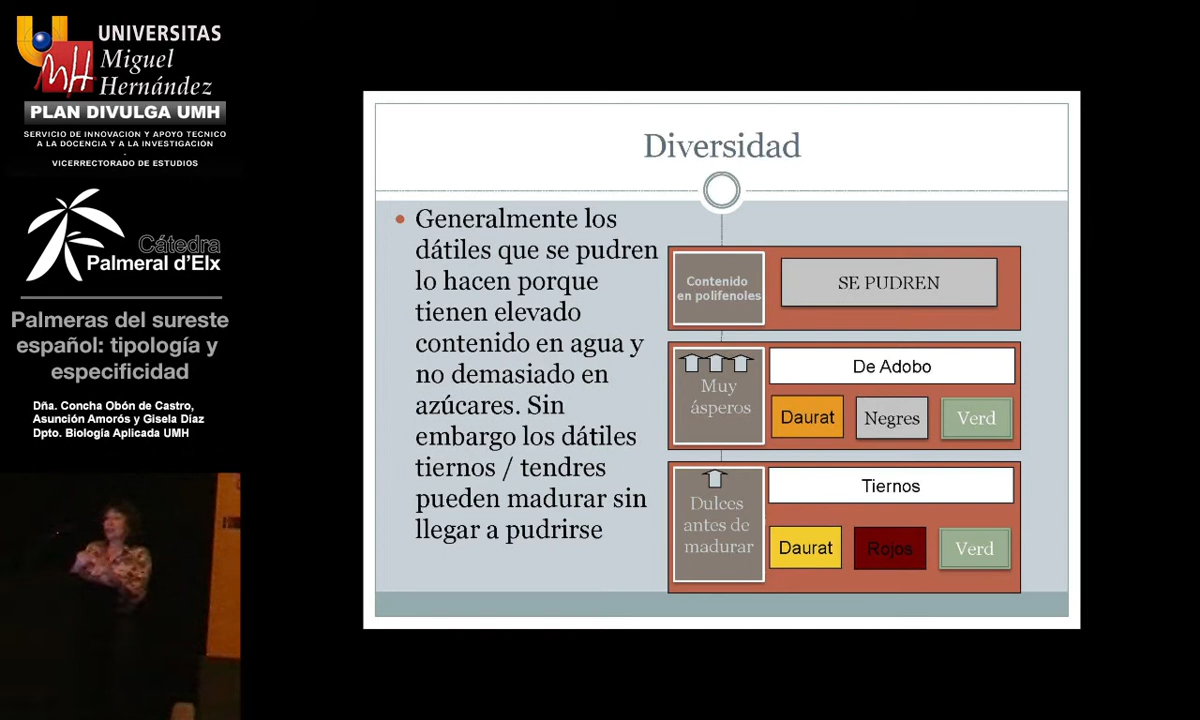 UNIVERSITAS
Miguel
Hernández
PLAN DIVULGA UMH
SERVICIO DE INNOVACION Y APOYO TECNICO
A LA DOCENCIA Y A LA INVESTIGACION
VICERRECTORADO DE ESTUDIOS
Cátedra
Palmeral d'Elx
Palmeras del sureste
español: tipología y
especificidad
Dña. Concha Obón de Castro,
Asunción Amorós y Gisela Díaz
Dpto. Biología Aplicada UMH
Diversidad
Generalmente los
dátiles que se pudren
lo hacen porque
tienen elevado
contenido en agua y
no demasiado en
azúcares. Sin
embargo los dátiles
tiernos / tendres
pueden madurar sin
llegar a pudrirse
Contenido
en polifenoles
SE PUDREN
Muy
ásperos
De Adobo
Daurat
Negres
Verd
Dulces
antes de
madurar
Tiernos
Daurat
Rojos
Verd